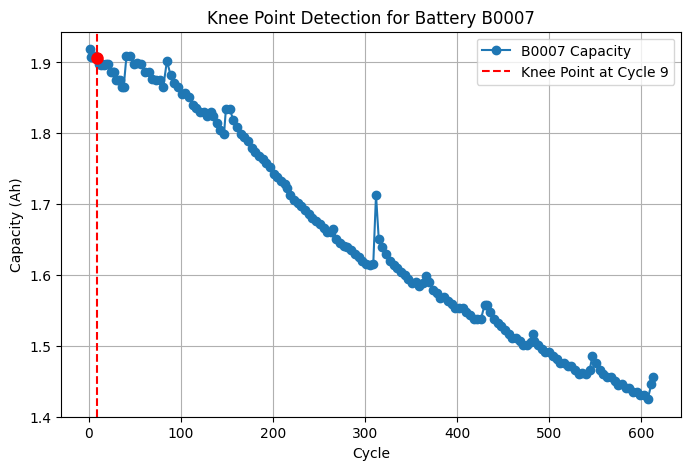 Knee Point Detection for Battery B0007
B0007 Capacity
Knee Point at Cycle 9
Capacity (Ah)
1.9
1.8
1.7
1.6
1.5
1.4
0 100 200 300 400 500 600
Cycle